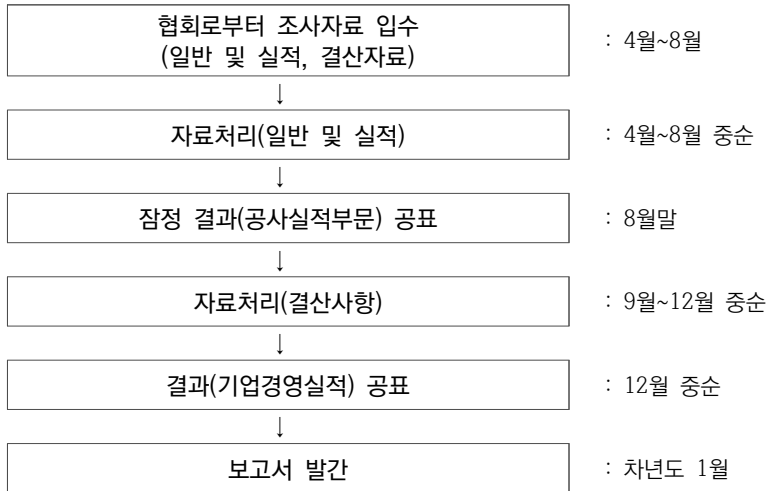 협회로부터 조사자료 입수
(일반 및 실적, 결산자료)
: 4월~8월
↓
자료처리(일반 및 실적)
: 4월~8월 중순
↓
잠정 결과(공사실적부문) 공표
: 8월말
↓
자료처리(결산사항)
: 9월~12월 중순
↓
결과(기업경영실적) 공표
: 12월 중순
↓
보고서 발간
: 차년도 1월